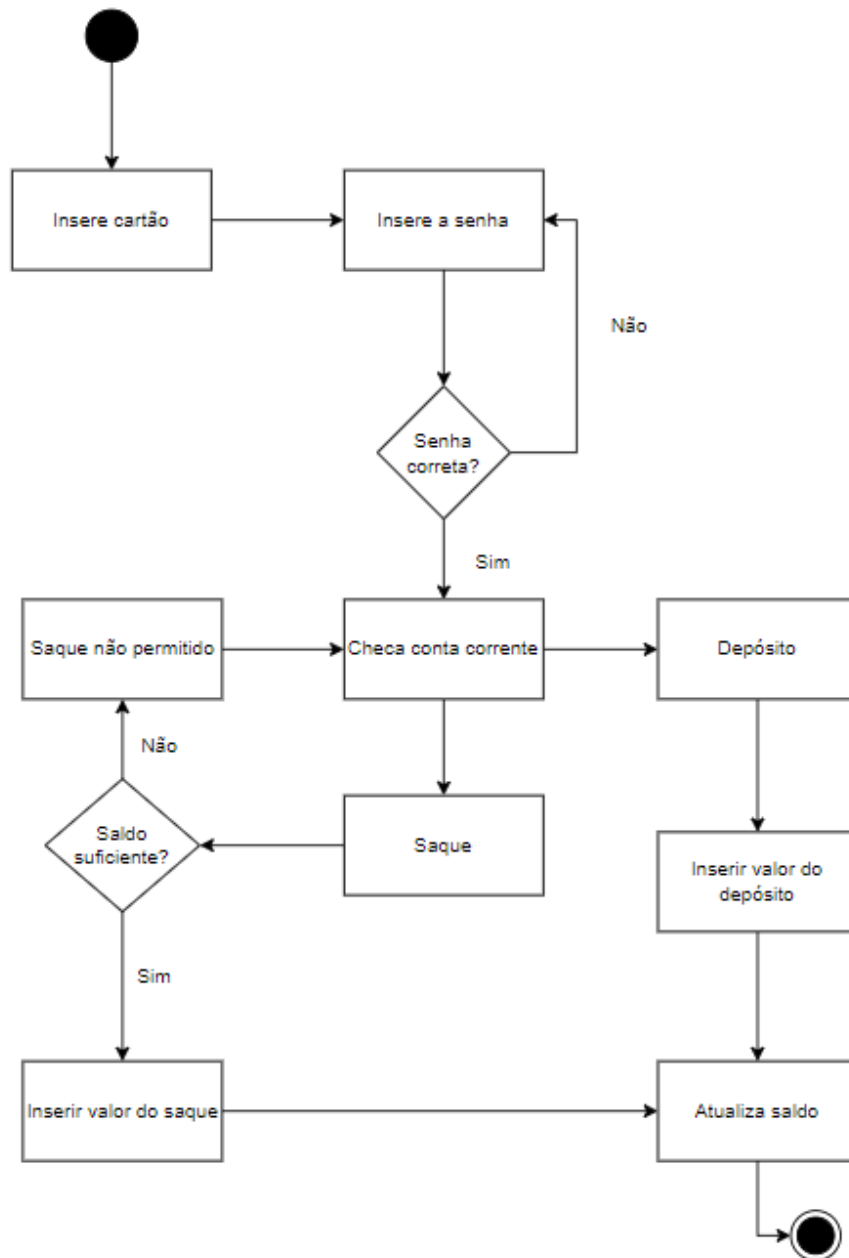 Insere cartão
Insere a senha
Não
Senha
correta?
Sim
Saque não permitido
Checa conta corrente
Depósito
Não
Saldo
suficiente?
Saque
Inserir valor do
depósito
Sim
Inserir valor do saque
Atualiza saldo